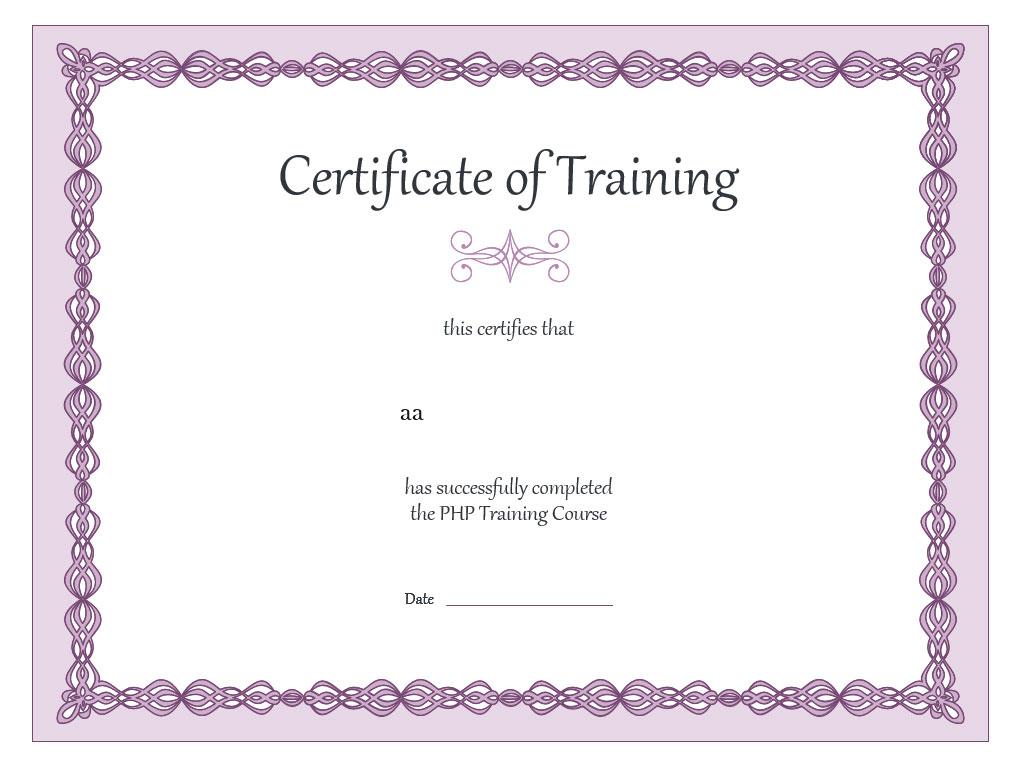 Certificate of Training
this certifies that
aa
has successfully completed
the PHP Training Course
Date